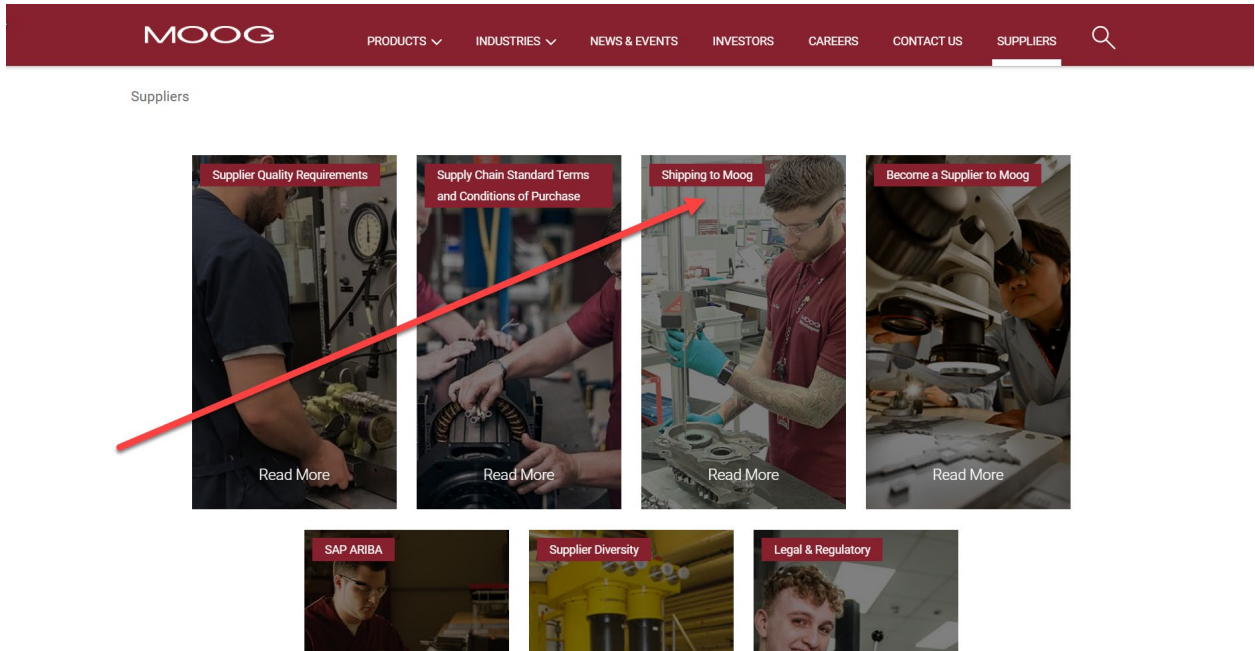 MOOG
PRODUCTS
INDUSTRIES
NEWS & EVENTS
INVESTORS
CAREERS
CONTACT US
SUPPLIERS
Suppliers
Supplier Quality Requirements
Read More
Supply Chain Standard Terms
and Conditions of Purchase
Read More
Shipping to Moog
MOOG
Read More
Become a Supplier to Moog
Read More
SAP ARIBA
Supplier Diversity
Legal & Regulatory